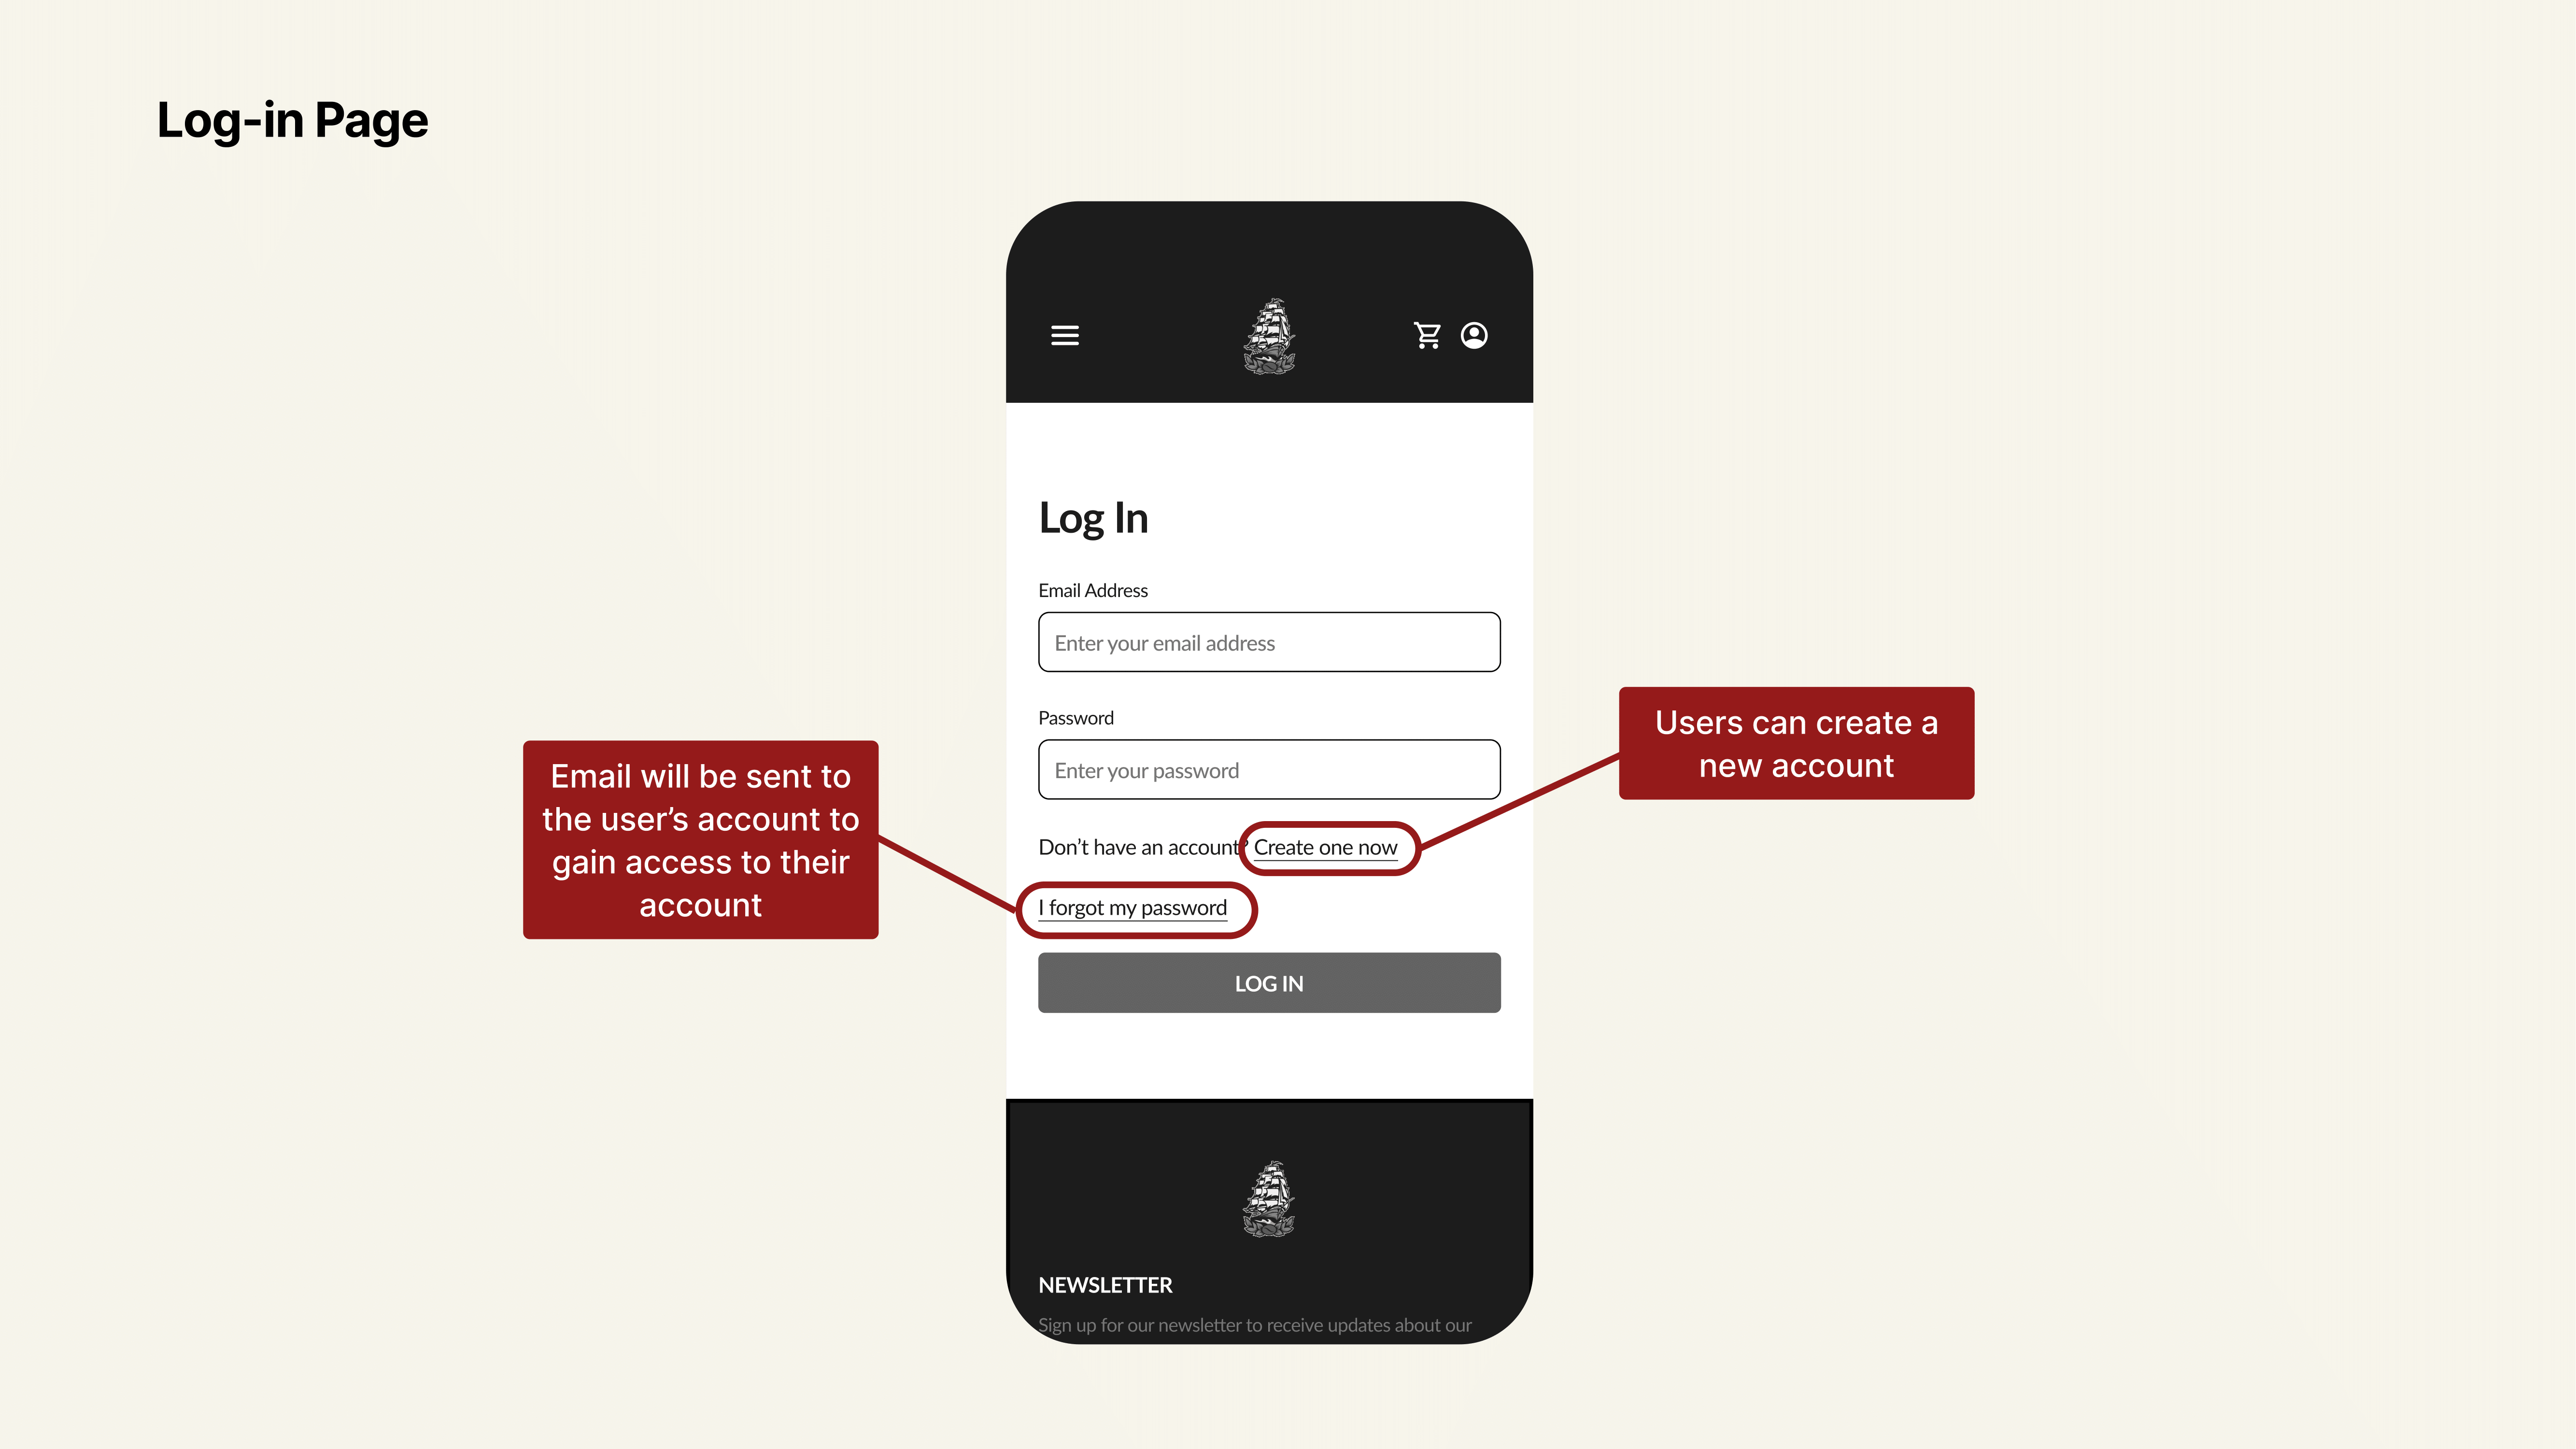 Log-in Page
Log In
Email Address
Enter your email address
Password
Enter your password
Don’t have an account? Create one now
I forgot my password
LOG IN
NEWSLETTER
Sign up for our newsletter to receive updates about our
Email will be sent to
the user’s account to
gain access to their
account
Users can create a
new account